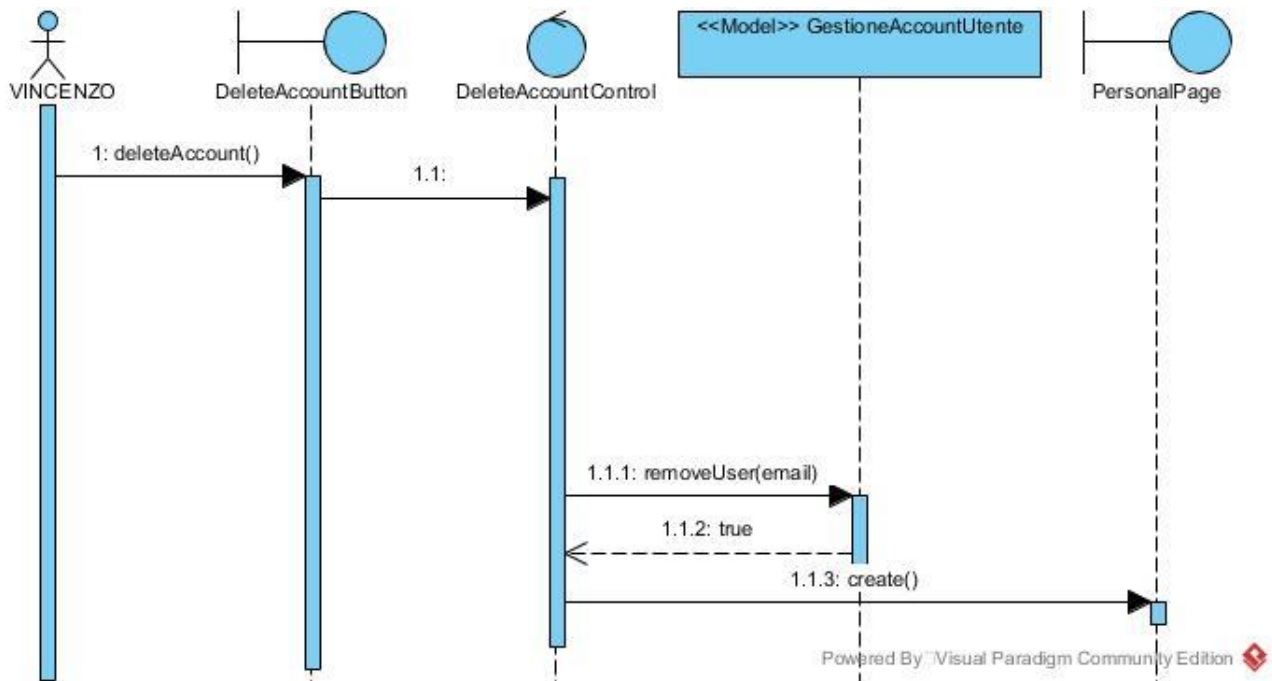 <<Model>> GestioneAccountUtente
VINCENZO
DeleteAccountButton
DeleteAccountControl
PersonalPage
1: deleteAccount()
1.1:
1.1.1: removeUser(email)
1.1.2: true
1.1.3: create()
Powered By Visual Paradigm Community Edition